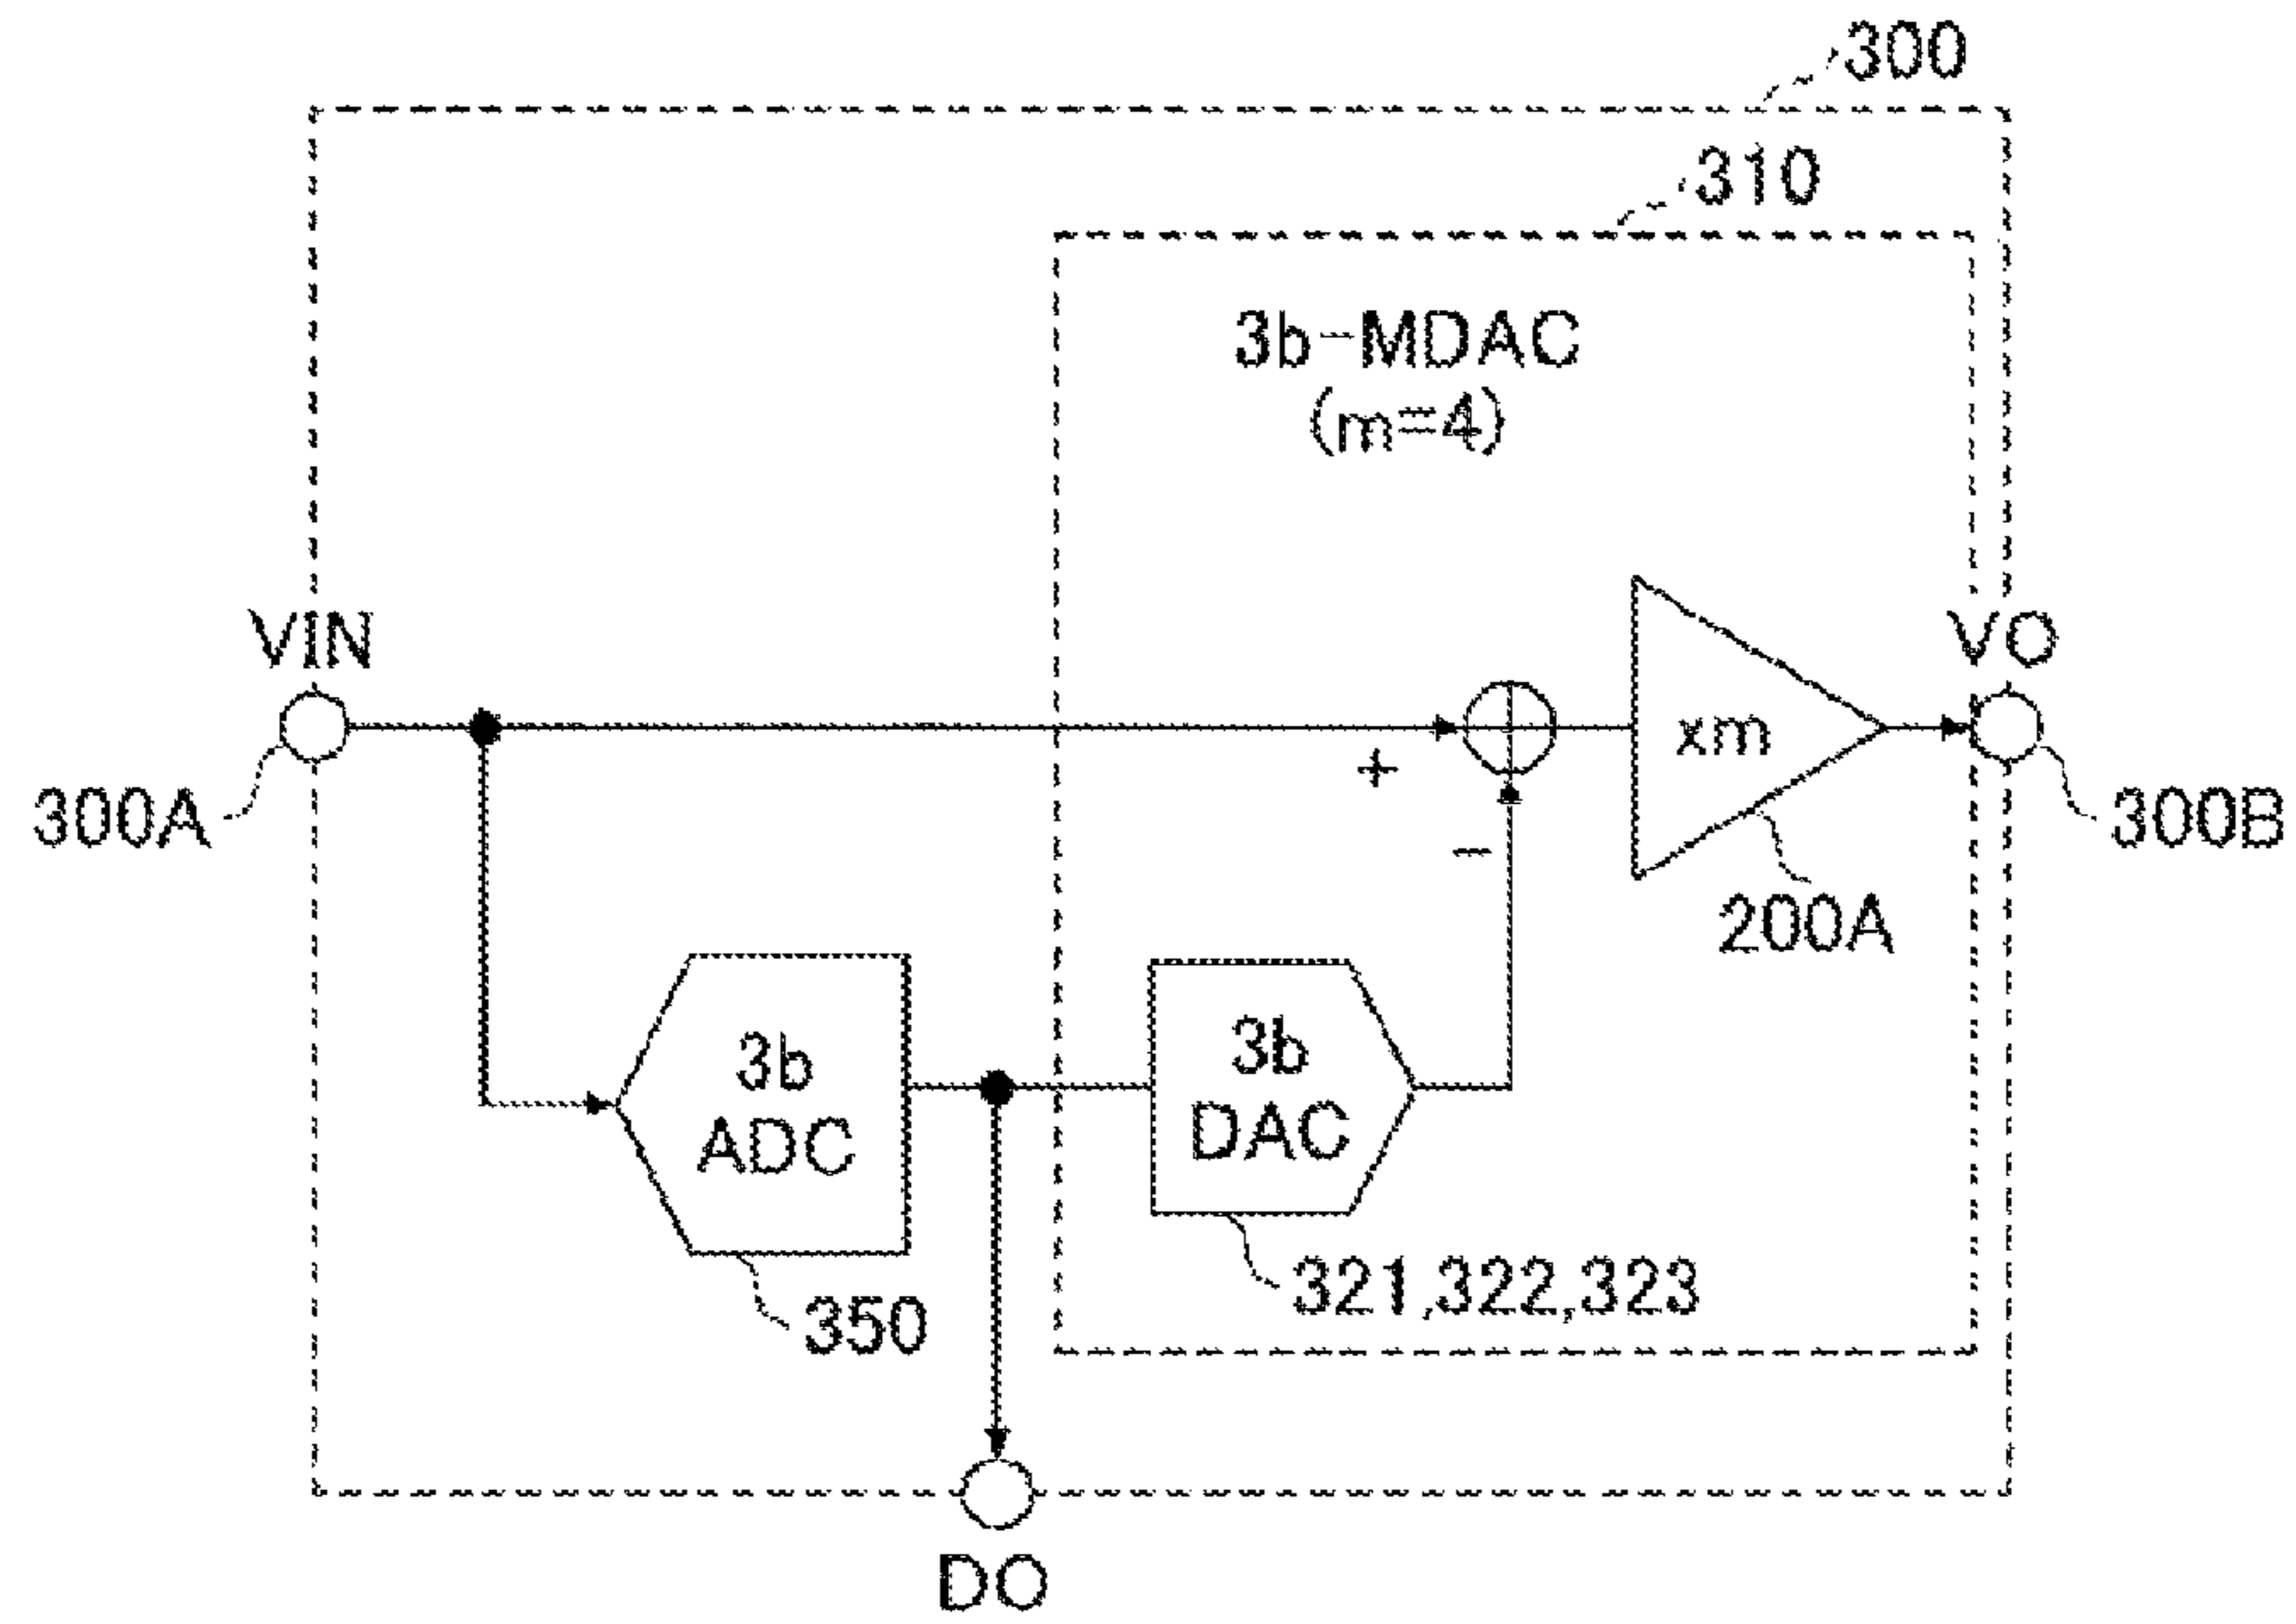 300
310
3b-MDAC
(m=4)
VIN
VO
xm
+
300A
300B
−
200A
3b
ADC
3b
DAC
321,322,323
350
DO